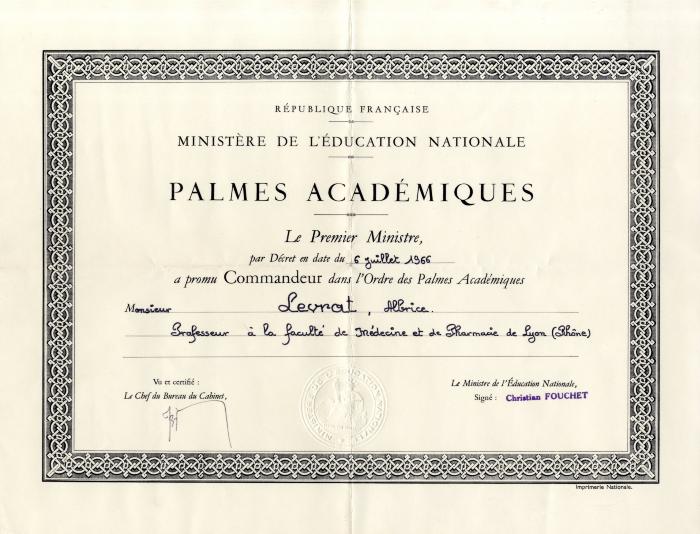 RÉPUBLIQUE FRANÇAISE
MINISTÈRE DE L'ÉDUCATION NATIONALE
PALMES ACADÉMIQUES
Le Premier Ministre,
par Décret en date du 6 juillet 1966
a promu Commandeur dans l'Ordre des Palmes Académiques
Monsieur Levrat, Albrice.
Professeur à la faculté de Médecine et de Pharmacie de Lyon (Rhône)
Vu et certifié :
Le Chef du Bureau du Cabinet,
Le Ministre de l'Éducation Nationale,
Signé : Christian FOUCHET
Imprimerie Nationale.